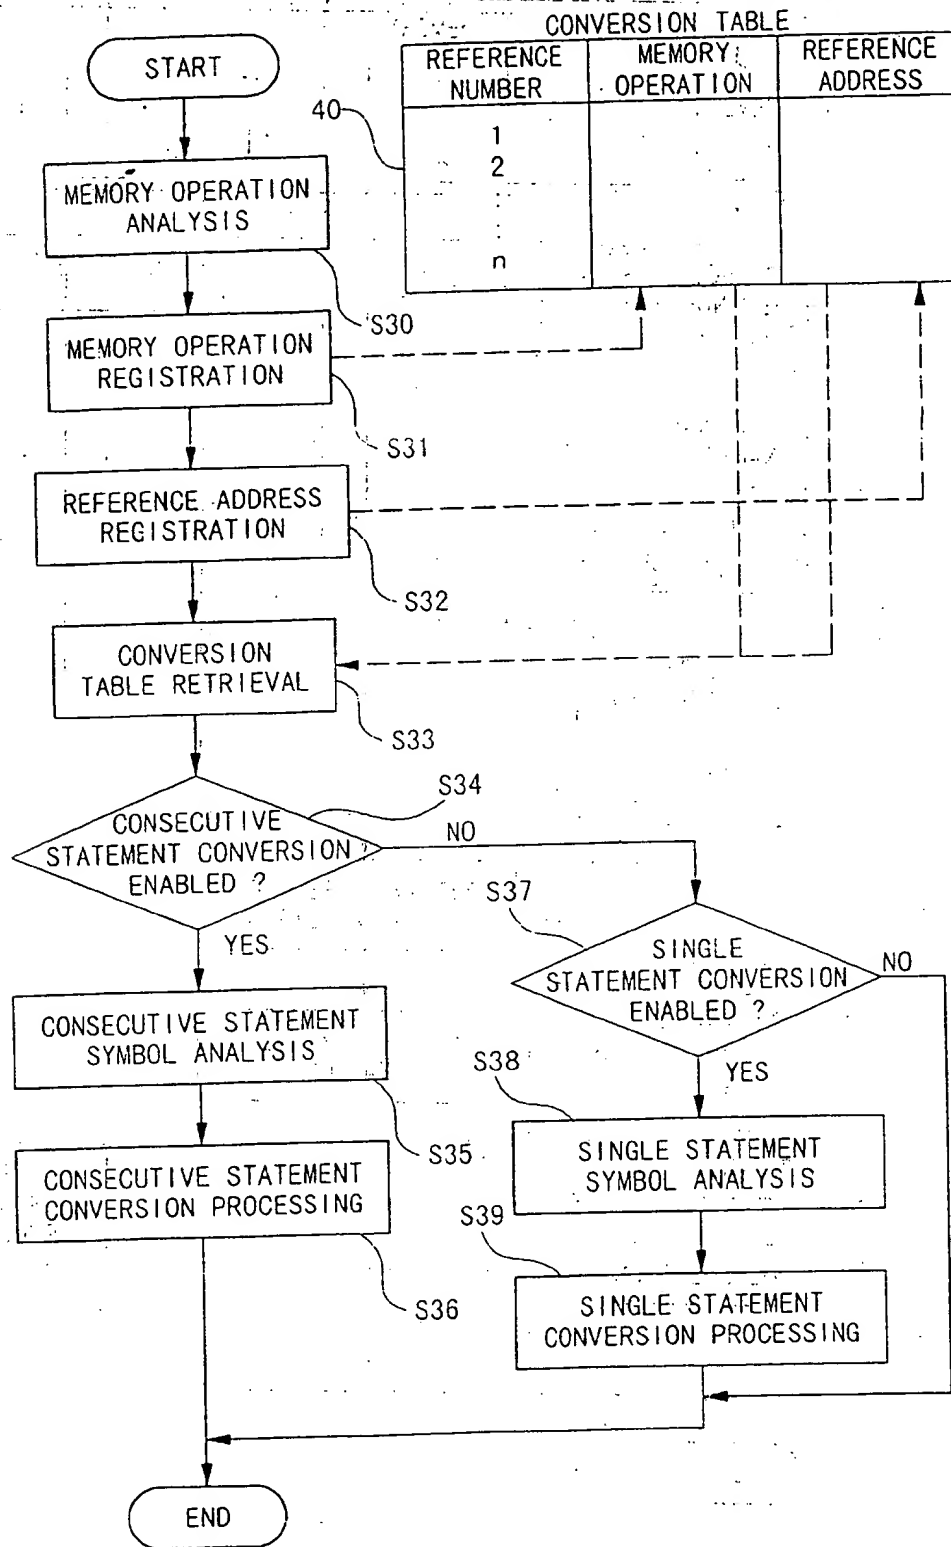 CONVERSION TABLE
REFERENCE NUMBER
MEMORY OPERATION
REFERENCE ADDRESS
40
1
2
n
START
MEMORY OPERATION
ANALYSIS
S30
MEMORY OPERATION
REGISTRATION
S31
REFERENCE ADDRESS
REGISTRATION
S32
CONVERSION
TABLE RETRIEVAL
S33
S34
CONSECUTIVE
STATEMENT CONVERSION
ENABLED ?
NO
YES
CONSECUTIVE STATEMENT
SYMBOL ANALYSIS
S35
CONSECUTIVE STATEMENT
CONVERSION PROCESSING
S36
S37
SINGLE
STATEMENT CONVERSION
ENABLED ?
NO
YES
S38
SINGLE STATEMENT
SYMBOL ANALYSIS
S39
SINGLE STATEMENT
CONVERSION PROCESSING
END